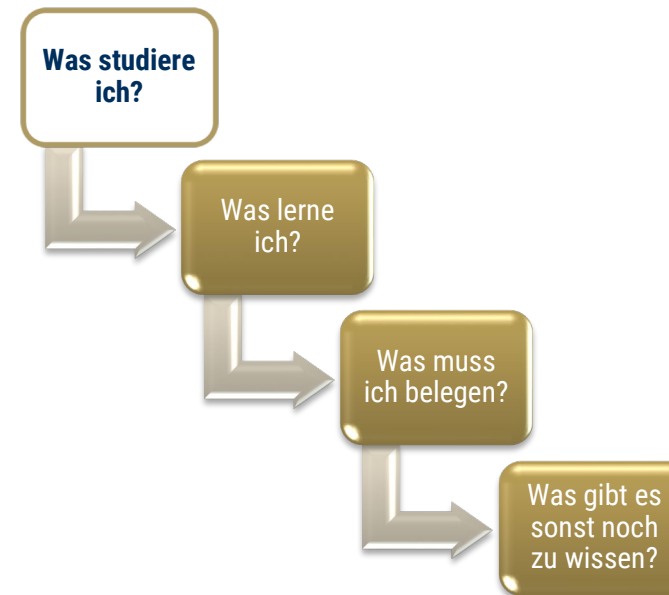 Was studiere
ich?
Was lerne
ich?
Was muss
ich belegen?
Was gibt es
sonst noch
zu wissen?